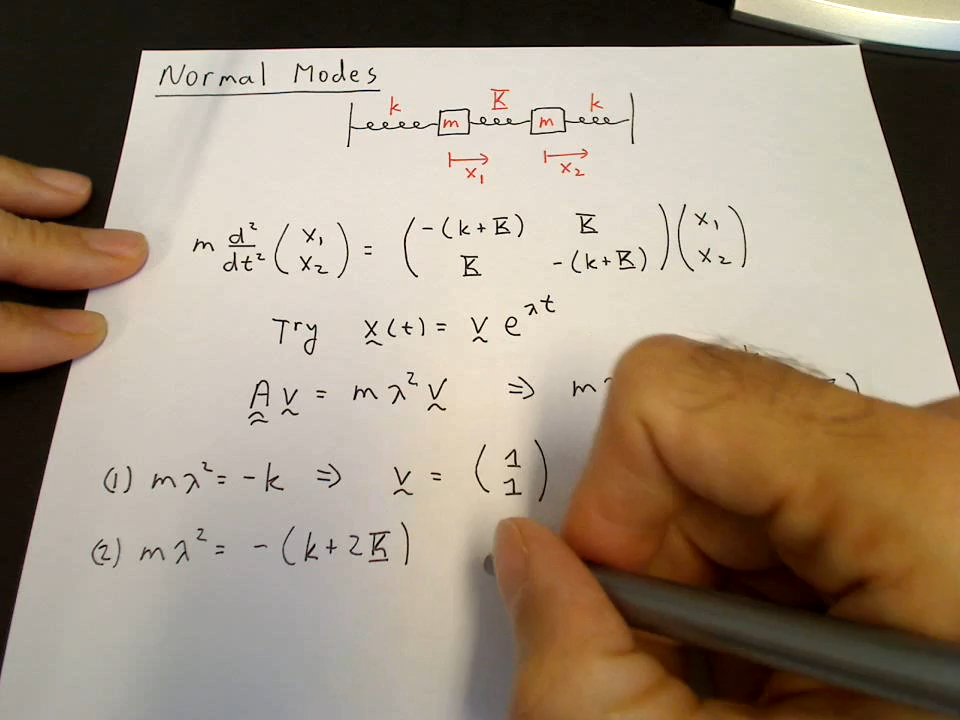 Normal Modes
k K k
m m
x₁ x₂
m d²/dt² (x₁ x₂) = (-(k+K) K K -(k+K)) (x₁ x₂)
Try x(t) = v e^λt
A v = mλ² v ⇒ m
(1) mλ² = -k ⇒ v = (1 1)
(2) mλ² = -(k+2K)